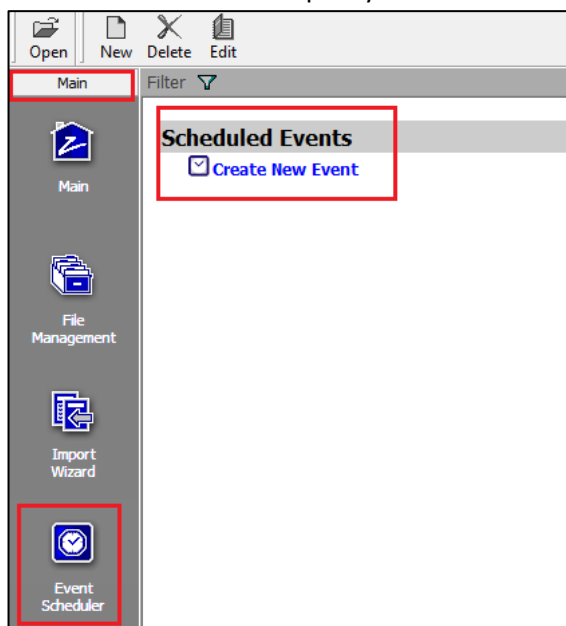 Open New Delete Edit
Main Filter
Scheduled Events
Create New Event
Main
File
Management
Import
Wizard
Event
Scheduler